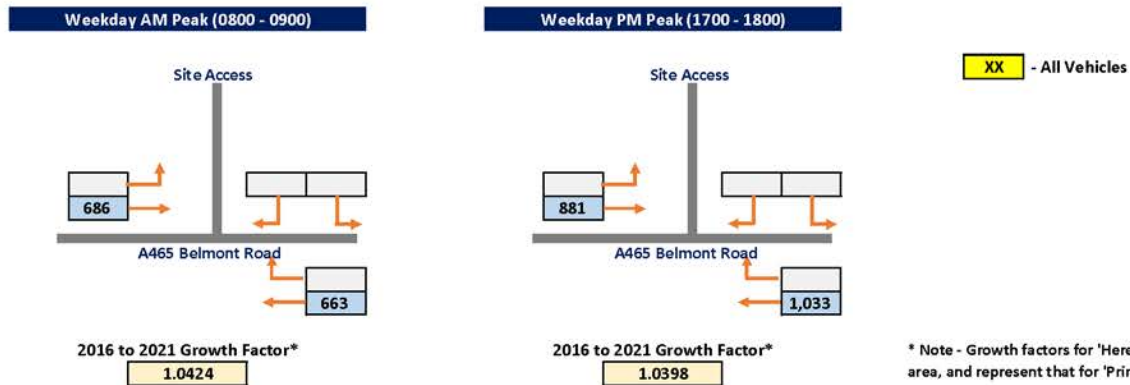 Weekday AM Peak (0800 - 0900)
Weekday PM Peak (1700 - 1800)
XX - All Vehicles
Site Access
Site Access
686
881
A465 Belmont Road
A465 Belmont Road
663
1,033
2016 to 2021 Growth Factor*
2016 to 2021 Growth Factor*
* Note - Growth factors for 'Here
1.0424
1.0398
area, and represent that for 'Prin